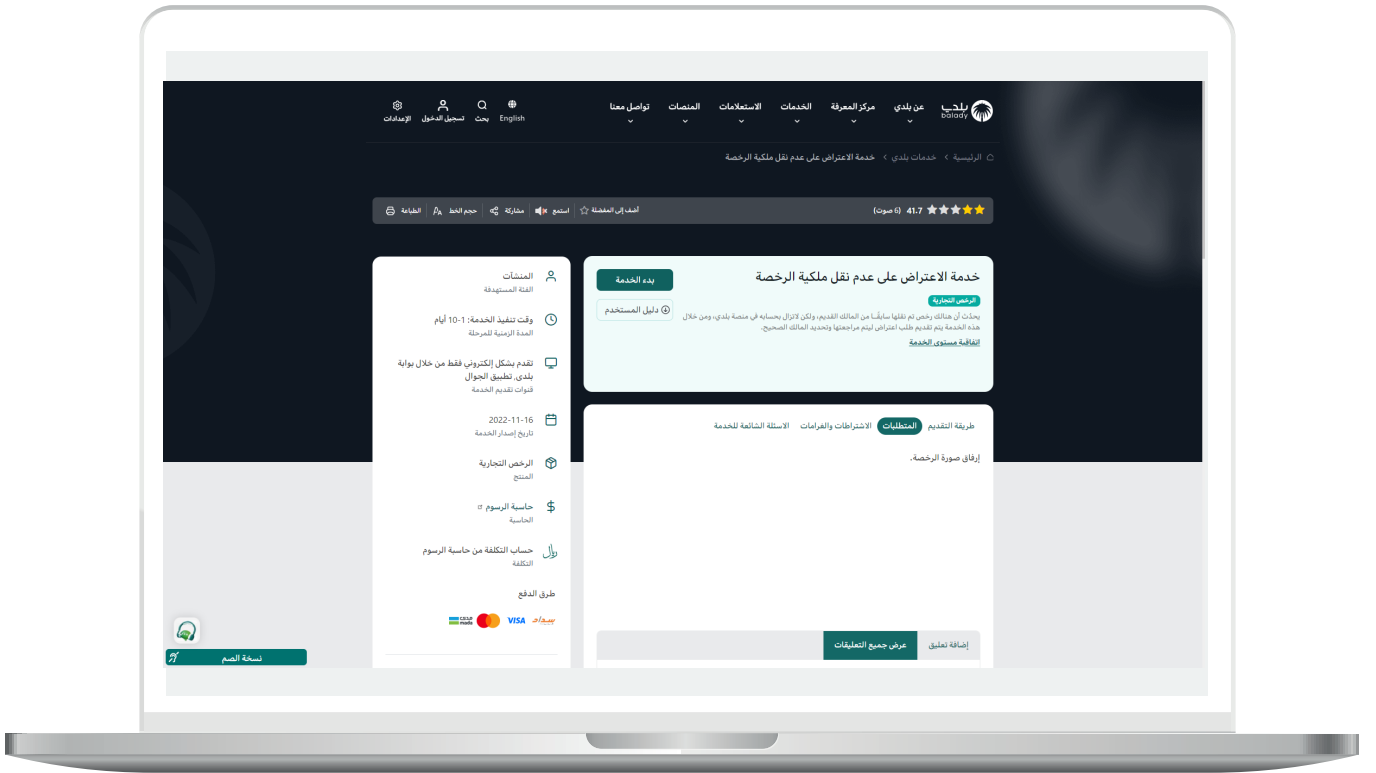 بلدي
balady
عن بلدي
مركز المعرفة
الخدمات
الاستعلامات
المنصات
تواصل معنا
English
بحث
تسجيل الدخول
الإعدادات
الرئيسية > خدمات بلدي > خدمة الاعتراض على عدم نقل ملكية الرخصة
41.7 (6 صوت)
أضف إلى المفضلة
استمع
مشاركة
حجم الخط
الطباعة
خدمة الاعتراض على عدم نقل ملكية الرخصة
بدء الخدمة
الرخص التجارية
دليل المستخدم
يحدث أن هنالك رخص تم نقلها سابقًا من المالك القديم، ولكن لاتزال بحسابه في منصة بلدي، ومن خلال
هذه الخدمة يتم تقديم طلب اعتراض ليتم مراجعتها وتحديد المالك الصحيح.
اتفاقية مستوى الخدمة
طريقة التقديم
المتطلبات
الاشتراطات والغرامات
الاسئلة الشائعة للخدمة
إرفاق صورة الرخصة.
إضافة تعليق
عرض جميع التعليقات
المنشآت
الفئة المستهدفة
وقت تنفيذ الخدمة: 1-10 أيام
المدة الزمنية للمرحلة
تقدم بشكل إلكتروني فقط من خلال بوابة
بلدي, تطبيق الجوال
قنوات تقديم الخدمة
2022-11-16
تاريخ إصدار الخدمة
الرخص التجارية
المنتج
حاسبة الرسوم
الحاسبة
حساب التكلفة من حاسبة الرسوم
التكلفة
طرق الدفع
سداد
VISA
مدى
mada
نسخة الصم